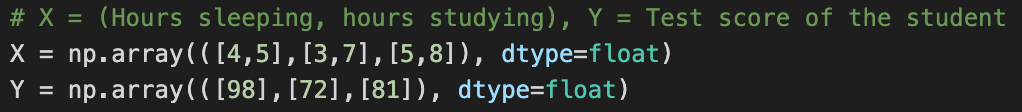 # X = (Hours sleeping, hours studying), Y = Test score of the student
X = np.array(([4,5],[3,7],[5,8]), dtype=float)
Y = np.array(([98],[72],[81]), dtype=float)